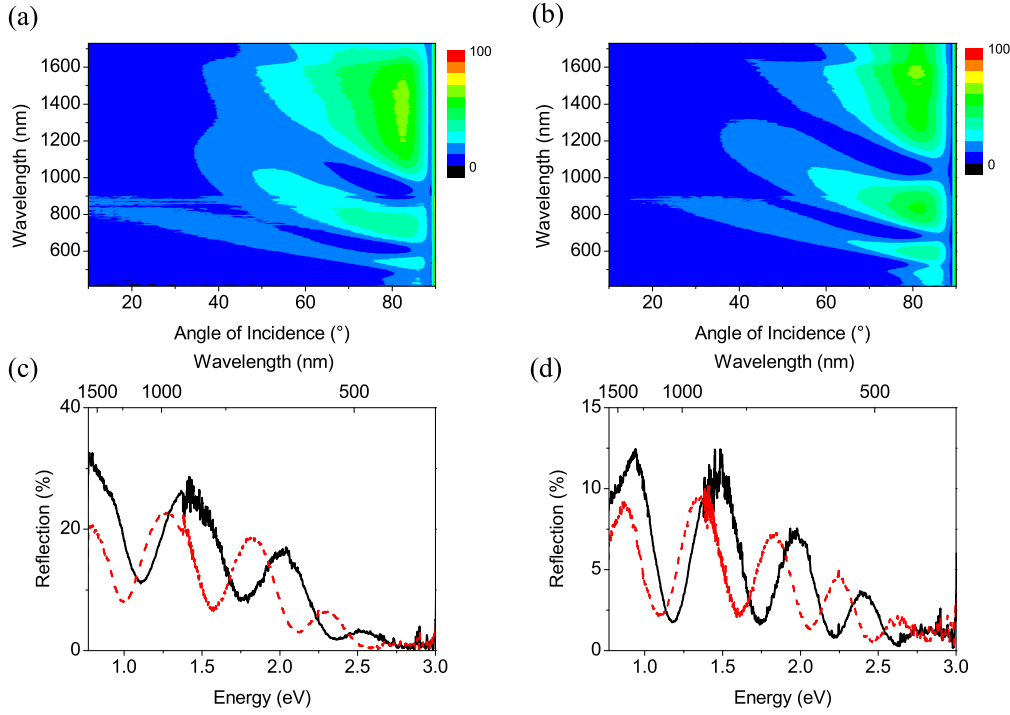 (a)
(b)
100
0
1600
1400
1200
1000
800
600
Wavelength (nm)
20 40 60 80
Angle of Incidence (°)
100
0
1600
1400
1200
1000
800
600
Wavelength (nm)
20 40 60 80
Angle of Incidence (°)
(c)
Wavelength (nm)
1500 1000 500
40
20
0
Reflection (%)
1.0 1.5 2.0 2.5 3.0
Energy (eV)
(d)
Wavelength (nm)
1500 1000 500
15
10
5
0
Reflection (%)
1.0 1.5 2.0 2.5 3.0
Energy (eV)